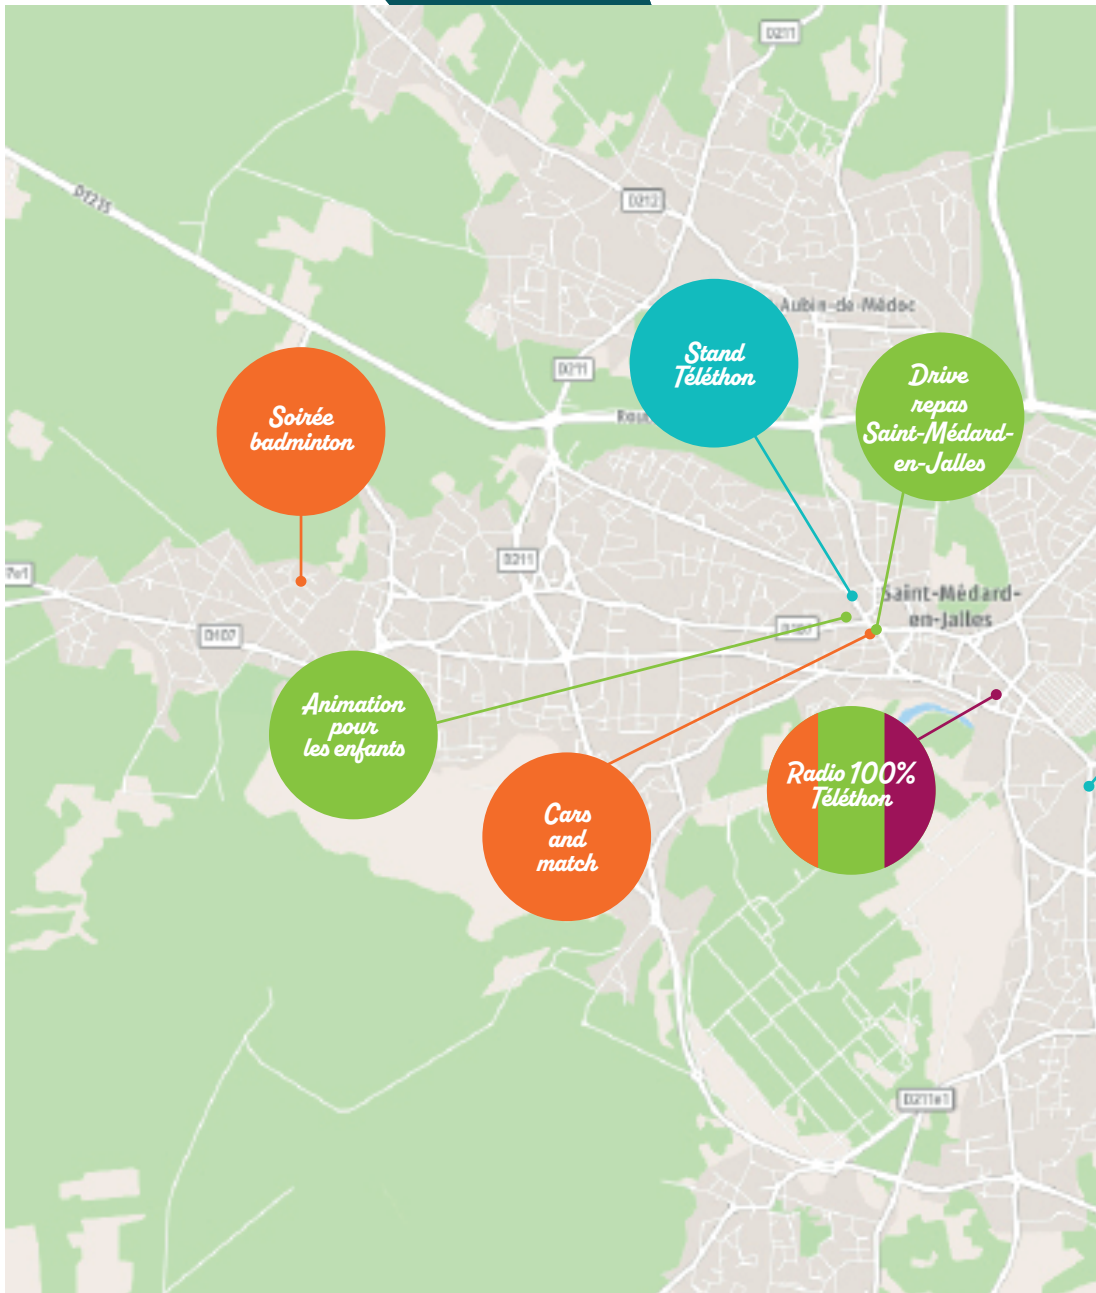 D211
D1215
D212
Aubin-de-Médoc
D211
Stand
Téléthon
Drive
repas
Saint-Médard-
en-Jalles
Soirée
badminton
D211
Saint-Médard-
en-Jalles
D107
Animation
pour
les enfants
Radio 100%
Téléthon
Cars
and
match
D211e1